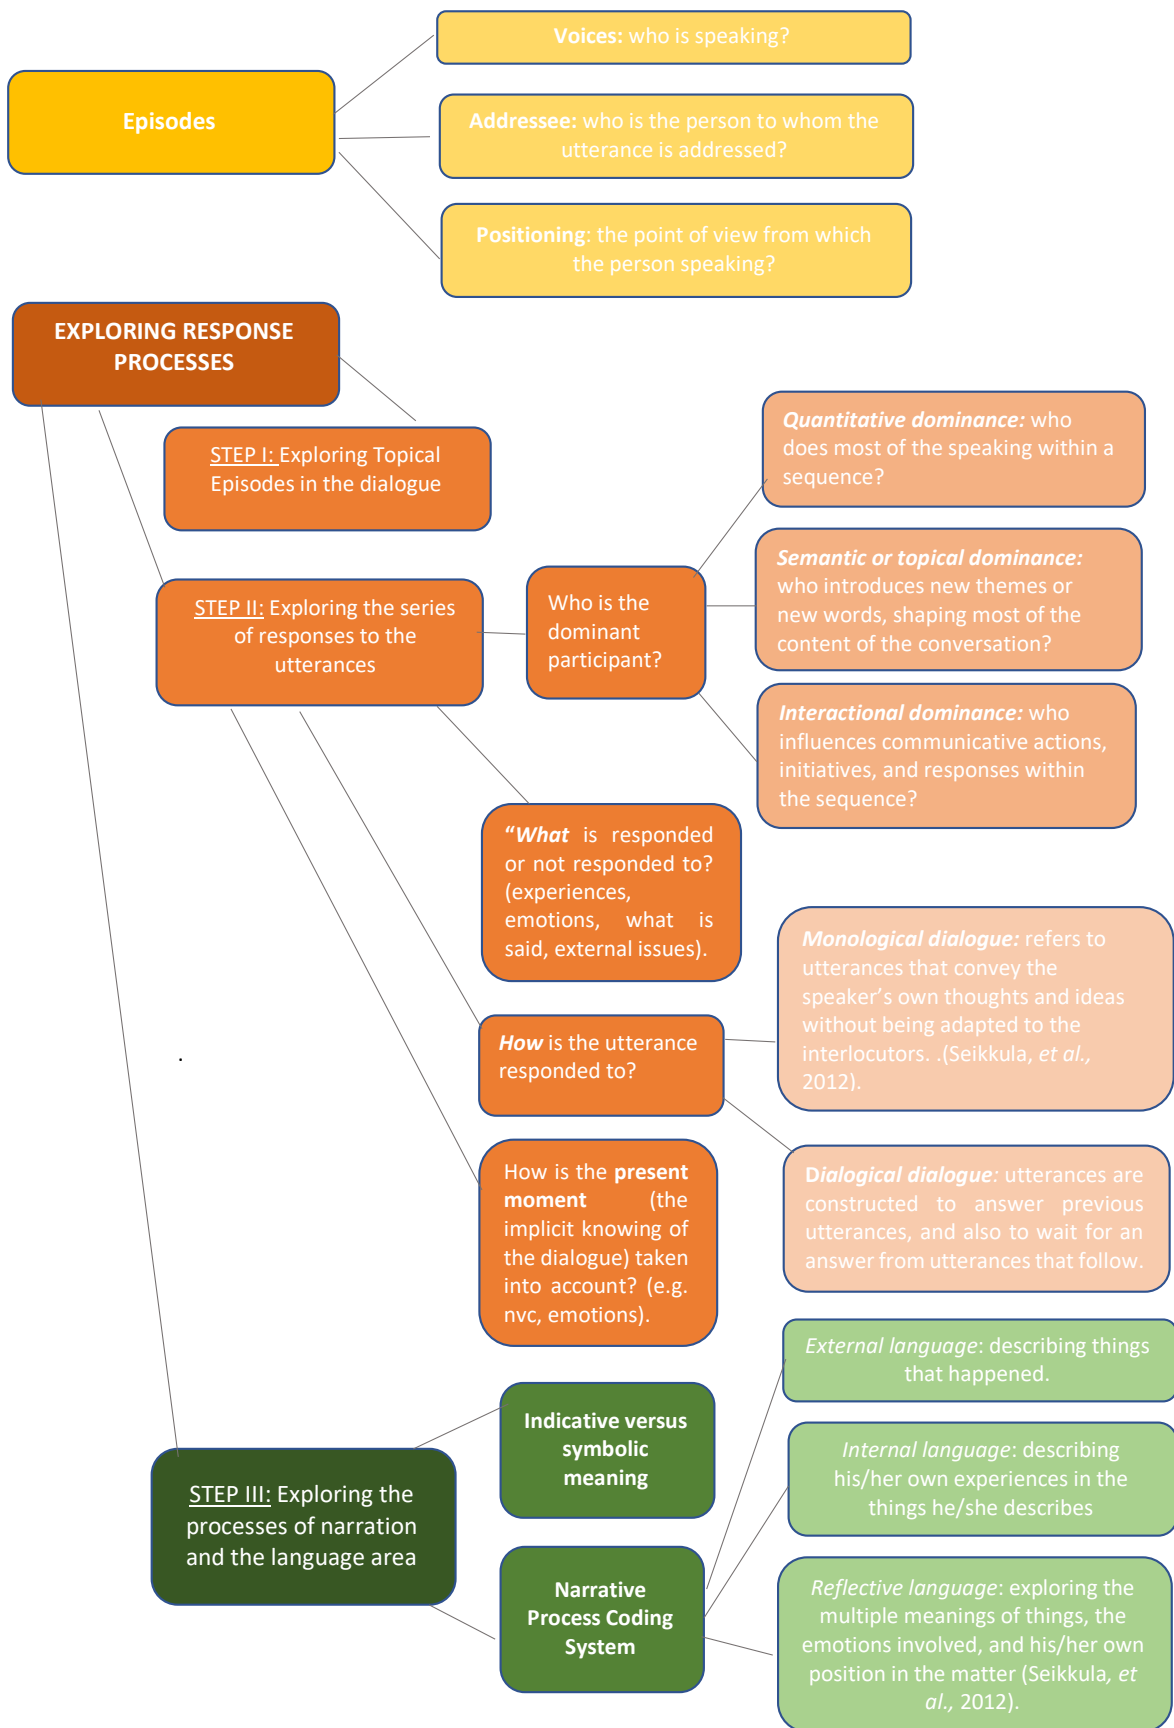 Voices: who is speaking?
Episodes
Addressee: who is the person to whom the
utterance is addressed?
Positioning: the point of view from which
the person speaking?
EXPLORING RESPONSE
PROCESSES
STEP I: Exploring Topical
Episodes in the dialogue
Quantitative dominance: who
does most of the speaking within a
sequence?
STEP II: Exploring the series
of responses to the
utterances
Who is the
dominant
participant?
Semantic or topical dominance:
who introduces new themes or
new words, shaping most of the
content of the conversation?
Interactional dominance: who
influences communicative actions,
initiatives, and responses within
the sequence?
“What is responded
or not responded to?
(experiences,
emotions, what is
said, external issues).
Monological dialogue: refers to
utterances that convey the
speaker’s own thoughts and ideas
without being adapted to the
interlocutors. .(Seikkula, et al.,
2012).
How is the utterance
responded to?
.
How is the present
moment (the
implicit knowing of
the dialogue) taken
into account? (e.g.
nvc, emotions).
Dialogical dialogue: utterances are
constructed to answer previous
utterances, and also to wait for an
answer from utterances that follow.
External language: describing things
that happened.
Indicative versus
symbolic
meaning
Internal language: describing
his/her own experiences in the
things he/she describes
STEP III: Exploring the
processes of narration
and the language area
Narrative
Process Coding
System
Reflective language: exploring the
multiple meanings of things, the
emotions involved, and his/her own
position in the matter (Seikkula, et
al., 2012).